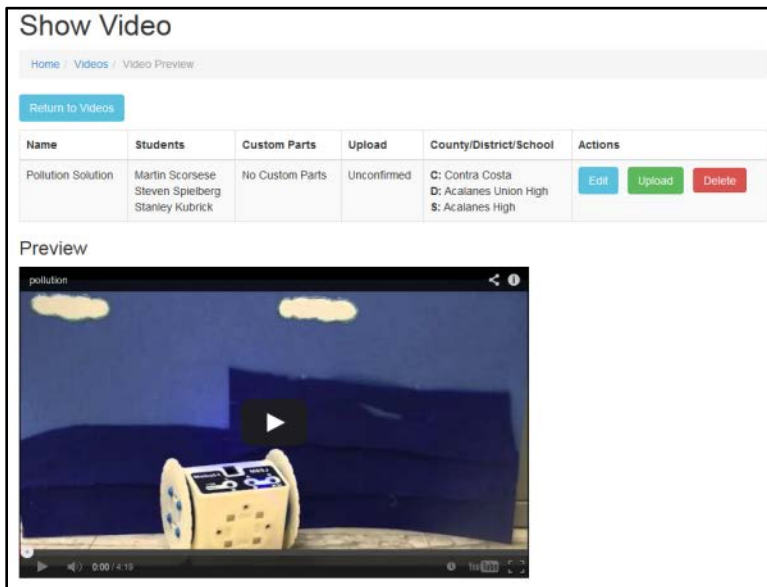 Show Video
Home / Videos / Video Preview
Return to Videos
Name Students Custom Parts Upload County/District/School Actions
Pollution Solution Martin Scorsese No Custom Parts Unconfirmed C: Contra Costa Edit Upload Delete
Steven Spielberg D: Acalanes Union High
Stanley Kubrick S: Acalanes High
Preview
pollution
0:00 / 4:19 YouTube